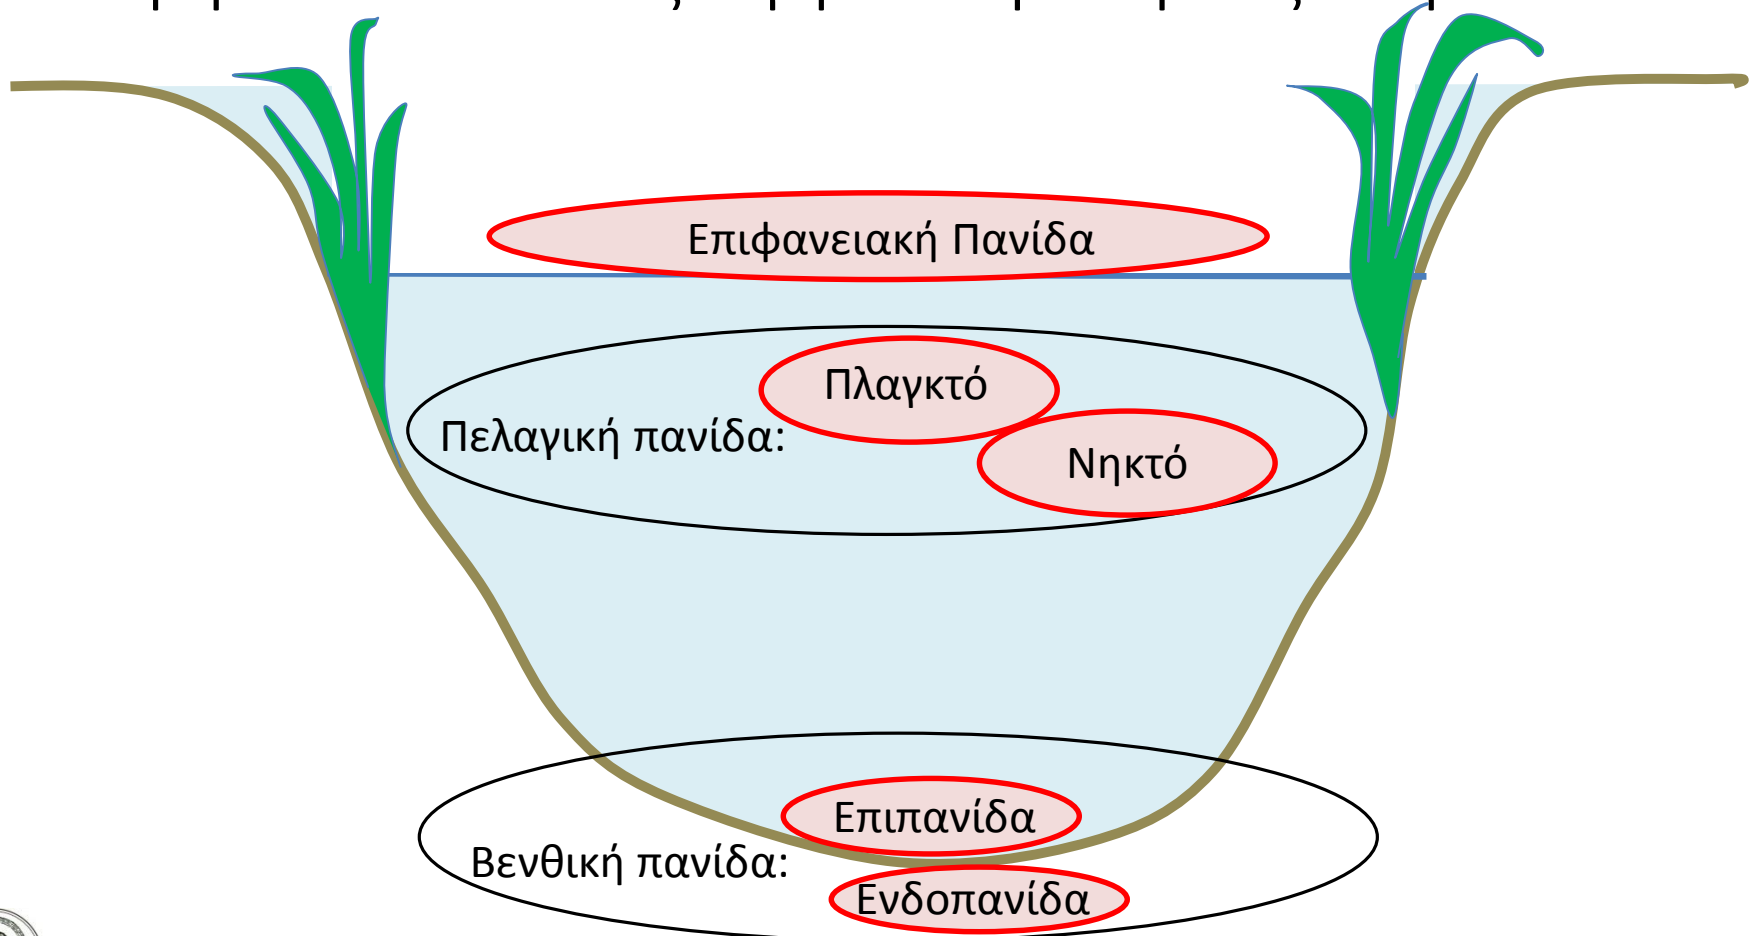 Επιφανειακή Πανίδα
Πλαγκτό
Πελαγική πανίδα:
Νηκτό
Επιπανίδα
Βενθική πανίδα:
Ενδοπανίδα